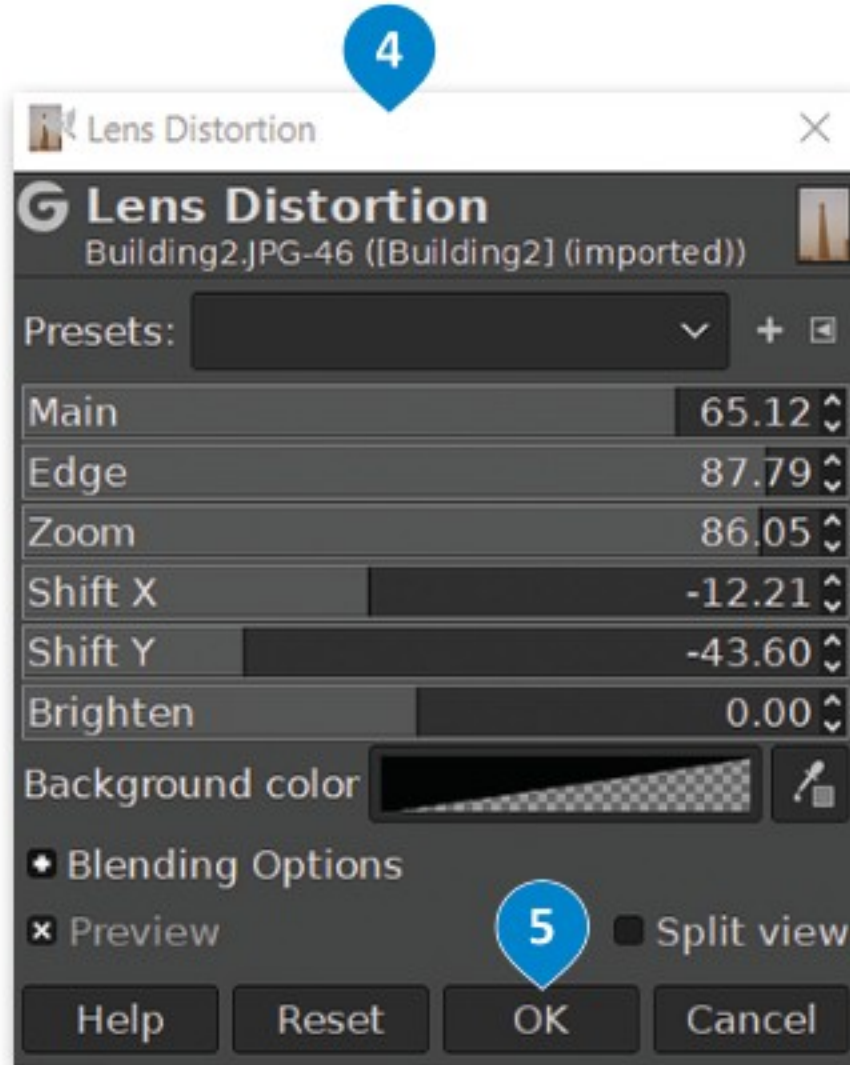 4
Lens Distortion
Lens Distortion
Building2.JPG-46 ([Building2] (imported))
Presets:
Main 65.12
Edge 87.79
Zoom 86.05
Shift X -12.21
Shift Y -43.60
Brighten 0.00
Background color
Blending Options
Preview 5 Split view
Help Reset OK Cancel